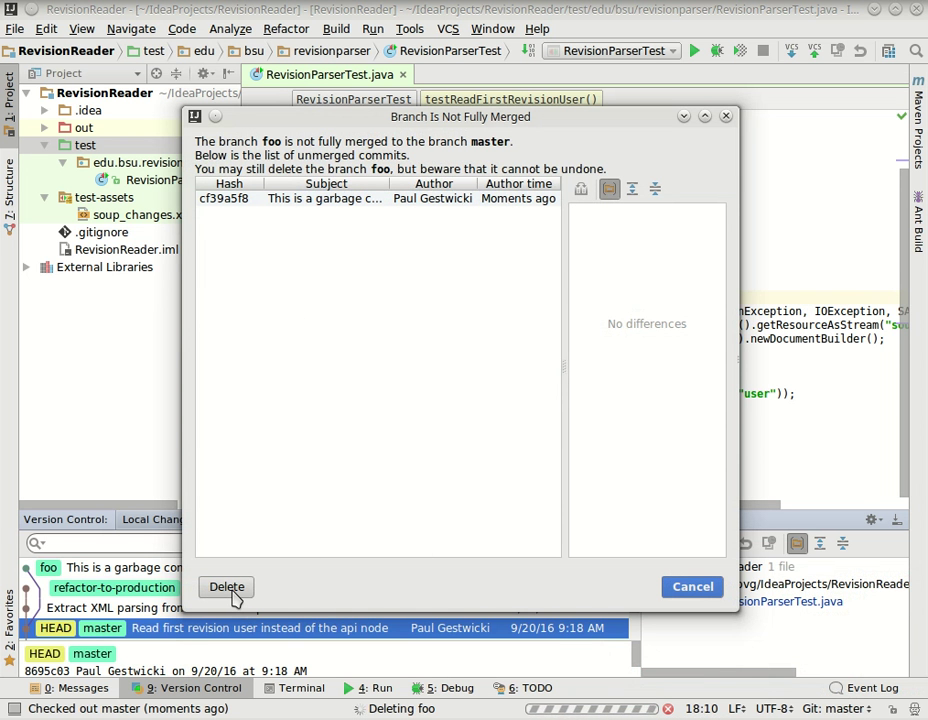 RevisionReader - [~/IdeaProjects/RevisionReader] - [RevisionReader] - ~/IdeaProjects/RevisionReader/test/edu/bsu/revisionparser/RevisionParserTest.java - I...
File Edit View Navigate Code Analyze Refactor Build Run Tools VCS Window Help
RevisionReader test edu bsu revisionparser RevisionParserTest RevisionParserTest VCS VCS
Project RevisionParserTest.java
RevisionReader ~/IdeaProjects/ RevisionParserTest testReadFirstRevisionUser()
.idea
out
test
edu.bsu.revision
RevisionPa
test-assets
soup_changes.x
.gitignore
RevisionReader.iml
External Libraries
1: Project
7: Structure
2: Favorites
Maven Projects
Ant Build
Branch Is Not Fully Merged
The branch foo is not fully merged to the branch master.
Below is the list of unmerged commits.
You may still delete the branch foo, but beware that it cannot be undone.
Hash Subject Author Author time
cf39a5f8 This is a garbage c... Paul Gestwicki Moments ago
No differences
Delete Cancel
nException, IOException, SA
().getResourceAsStream("sou
).newDocumentBuilder();
"user"));
Version Control: Local Chang
foo This is a garbage con
refactor-to-production
Extract XML parsing from
HEAD master Read first revision user instead of the api node Paul Gestwicki 9/20/16 9:18 AM
HEAD master
8695c03 Paul Gestwicki on 9/20/16 at 9:18 AM
ader 1 file
ovg/IdeaProjects/RevisionReade
sionParserTest.java
0: Messages 9: Version Control Terminal 4: Run 5: Debug 6: TODO Event Log
Checked out master (moments ago) Deleting foo 18:10 LF UTF-8 Git: master